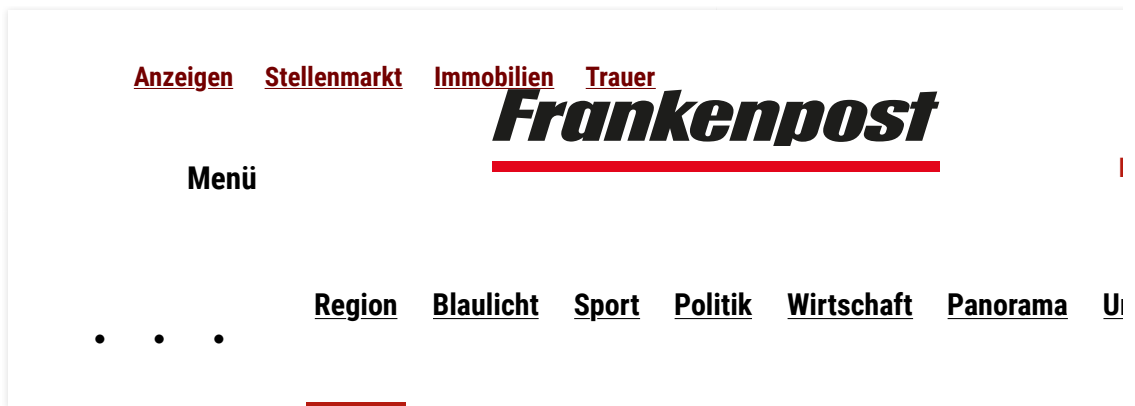 Anzeigen Stellenmarkt Immobilien Trauer
Frankenpost
Menü
Region Blaulicht Sport Politik Wirtschaft Panorama